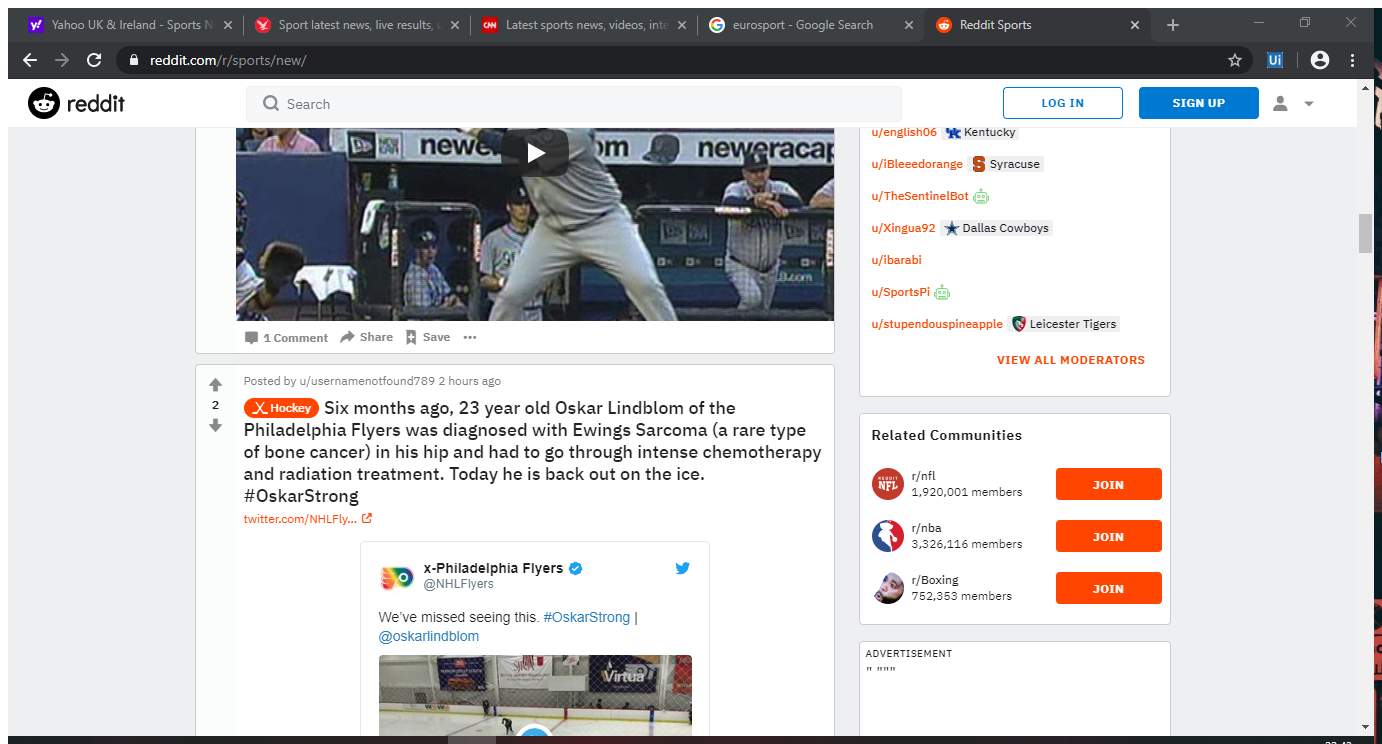 Yahoo UK & Ireland - Sports N
Sport latest news, live results,
CNN
Latest sports news, videos, inte
eurosport - Google Search
Reddit Sports
reddit.com/r/sports/new/
Ui
reddit
Search
LOG IN
SIGN UP
newe
om
neweracap
u/english06 Kentucky
u/iBleeedorange Syracuse
u/TheSentinelBot
u/Xingua92 Dallas Cowboys
u/ibarabi
u/SportsPi
u/stupendouspineapple Leicester Tigers
VIEW ALL MODERATORS
1 Comment Share Save
Posted by u/usernamenotfound789 2 hours ago
2
Hockey Six months ago, 23 year old Oskar Lindblom of the
Philadelphia Flyers was diagnosed with Ewings Sarcoma (a rare type
of bone cancer) in his hip and had to go through intense chemotherapy
and radiation treatment. Today he is back out on the ice.
#OskarStrong
twitter.com/NHLFly...
x-Philadelphia Flyers
@NHLFlyers
We've missed seeing this. #OskarStrong |
@oskarlindblom
Virtua
Related Communities
NFL
r/nfl
1,920,001 members
JOIN
r/nba
3,326,116 members
JOIN
r/Boxing
752,353 members
JOIN
ADVERTISEMENT
" """